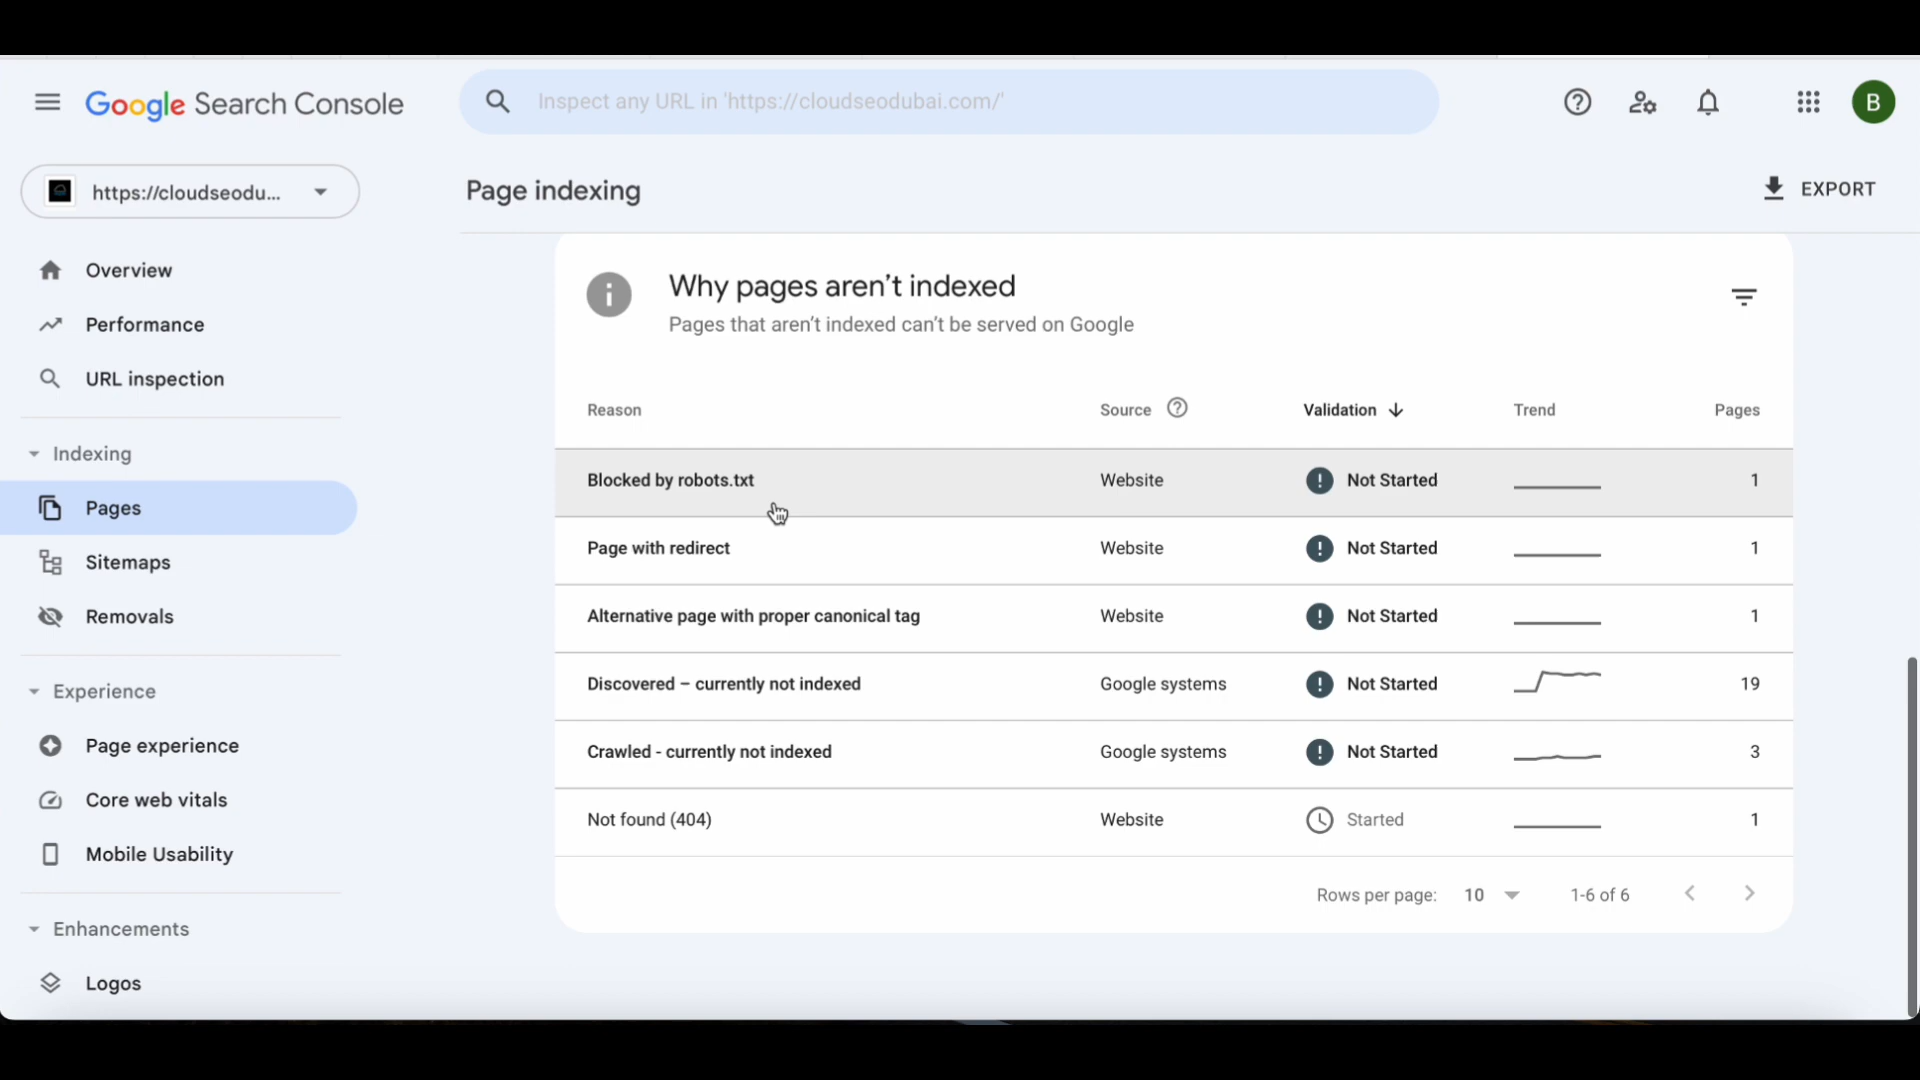 Google Search Console
Inspect any URL in 'https://cloudseodubai.com/'
B
https://cloudseodu...
Page indexing
EXPORT
Overview
Performance
URL inspection
Indexing
Pages
Sitemaps
Removals
Experience
Page experience
Core web vitals
Mobile Usability
Enhancements
Logos
Why pages aren't indexed
Pages that aren't indexed can't be served on Google
Reason Source Validation Trend Pages
Blocked by robots.txt Website Not Started 1
Page with redirect Website Not Started 1
Alternative page with proper canonical tag Website Not Started 1
Discovered – currently not indexed Google systems Not Started 19
Crawled - currently not indexed Google systems Not Started 3
Not found (404) Website Started 1
Rows per page: 10 1-6 of 6